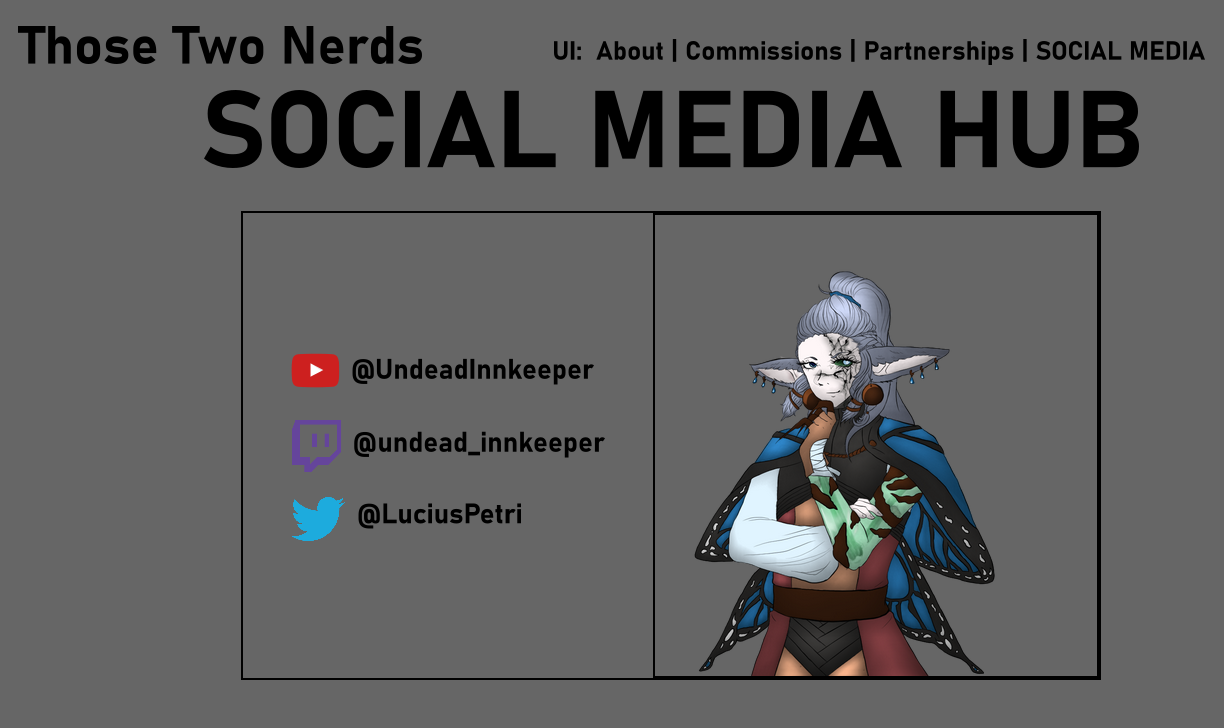 Those Two Nerds
UI: About | Commissions | Partnerships | SOCIAL MEDIA
SOCIAL MEDIA HUB
@UndeadInnkeeper
@undead_innkeeper
@LuciusPetri